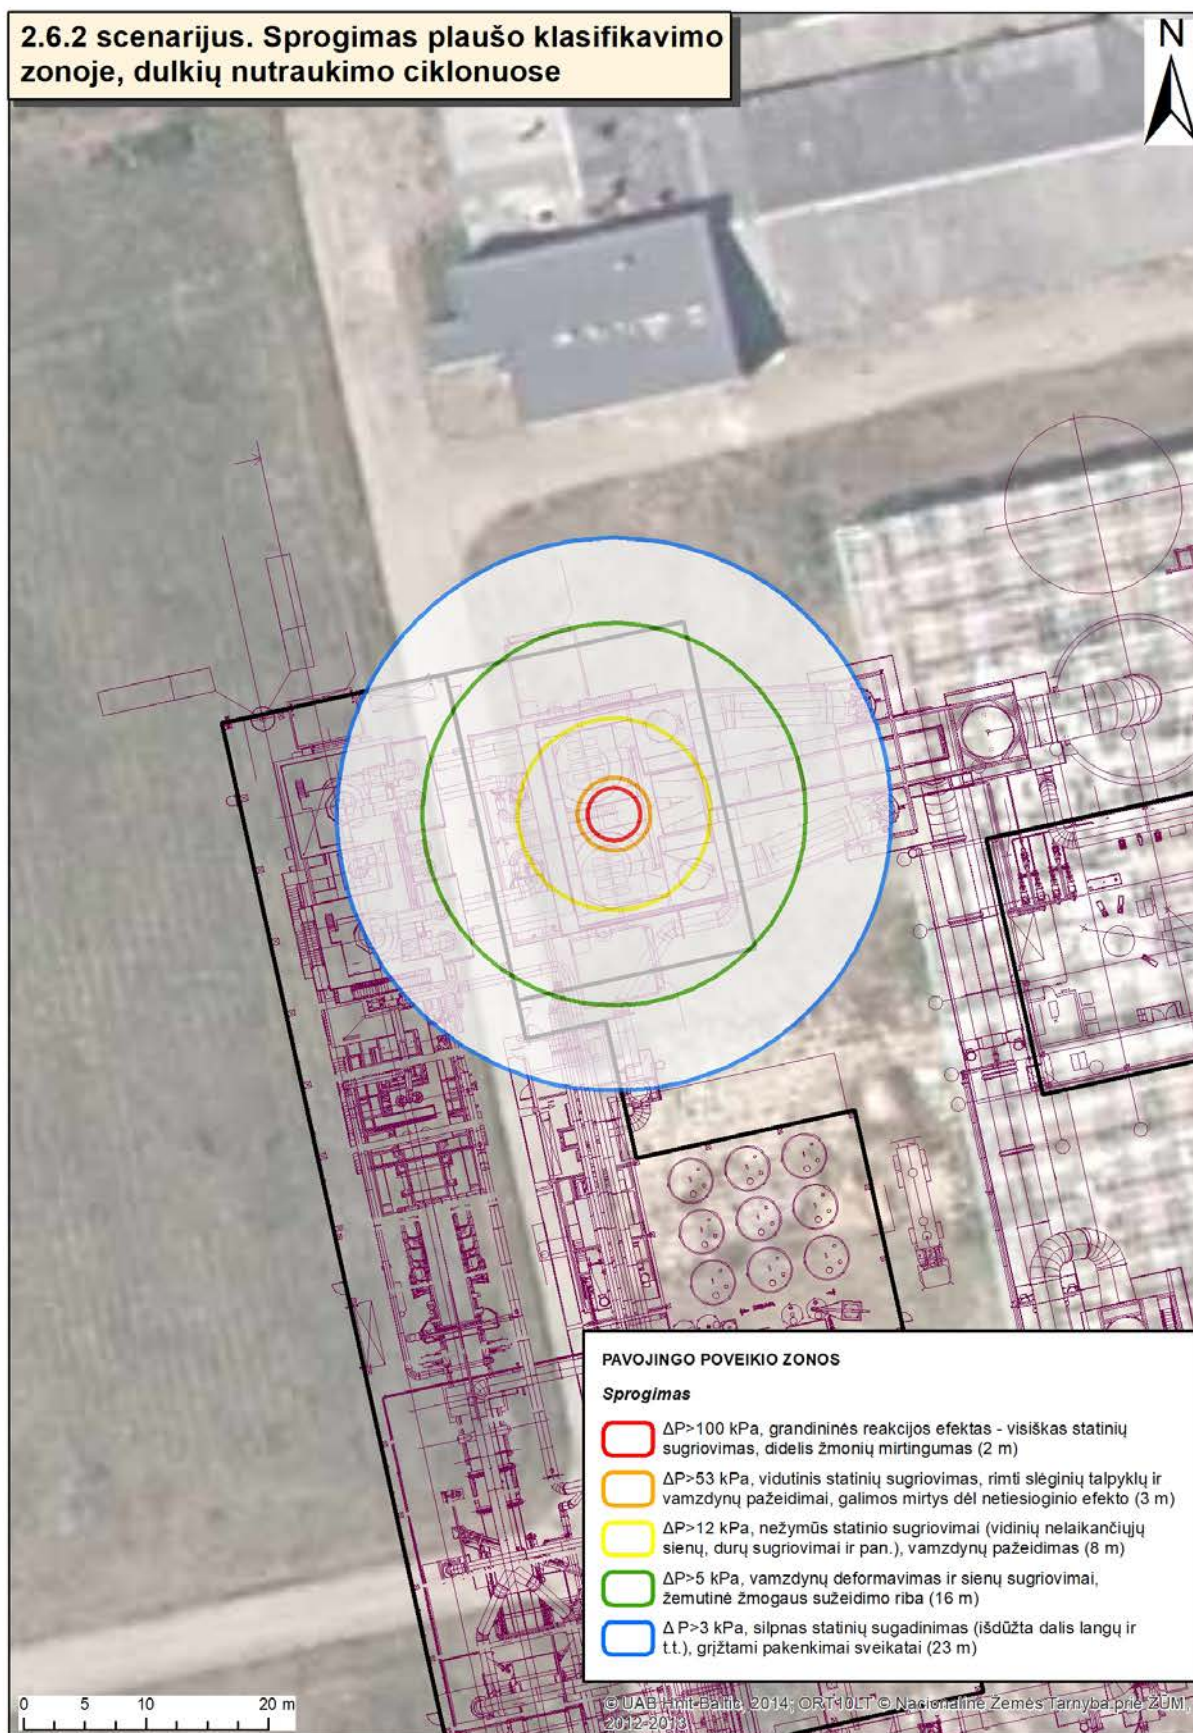 2.6.2 scenarijus. Sprogimas plaušo klasifikavimo
zonoje, dulkių nutraukimo ciklonuose
N
PAVOJINGO POVEIKIO ZONOS
Sprogimas
ΔP>100 kPa, grandininės reakcijos efektas - visiškas statinių
sugriovimas, didelis žmonių mirtingumas (2 m)
ΔP>53 kPa, vidutinis statinių sugriovimas, rimti slėginių talpyklų ir
vamzdynų pažeidimai, galimos mirtys dėl netiesioginio efekto (3 m)
ΔP>12 kPa, nežymūs statinio sugriovimai (vidinių nelaikančiųjų
sienų, durų sugriovimai ir pan.), vamzdynų pažeidimas (8 m)
ΔP>5 kPa, vamzdynų deformavimas ir sienų sugriovimai,
žemutinė žmogaus sužeidimo riba (16 m)
Δ P>3 kPa, silpnas statinių sugadinimas (išdūžta dalis langų ir
t.t.), grįžtami pakenkimai sveikatai (23 m)
0 5 10 20 m
© UAB Hnit-Baltic, 2014; ORT10LT © Nacionalinė Žemės Tarnyba prie ŽŪM,
2012-2013